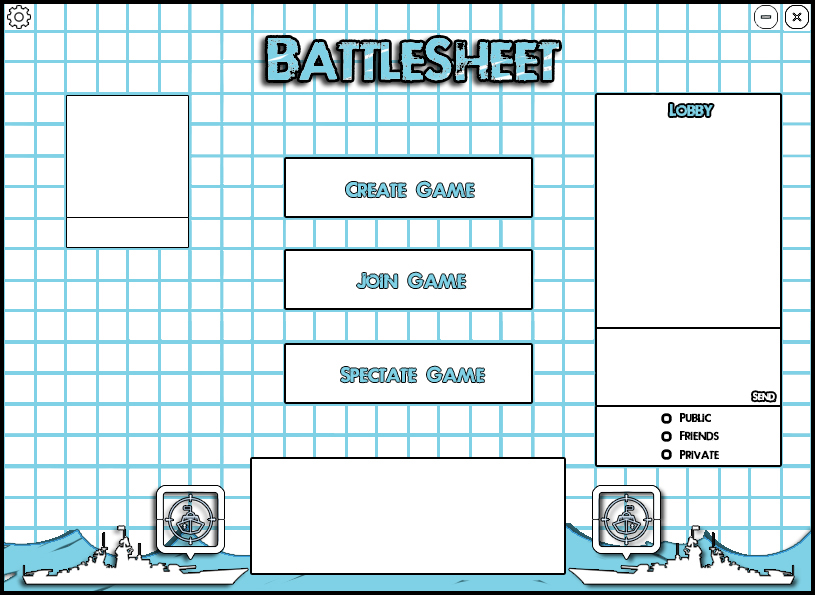 BattleSheet
Lobby
Create Game
Join Game
Spectate Game
Send
Public
Friends
Private